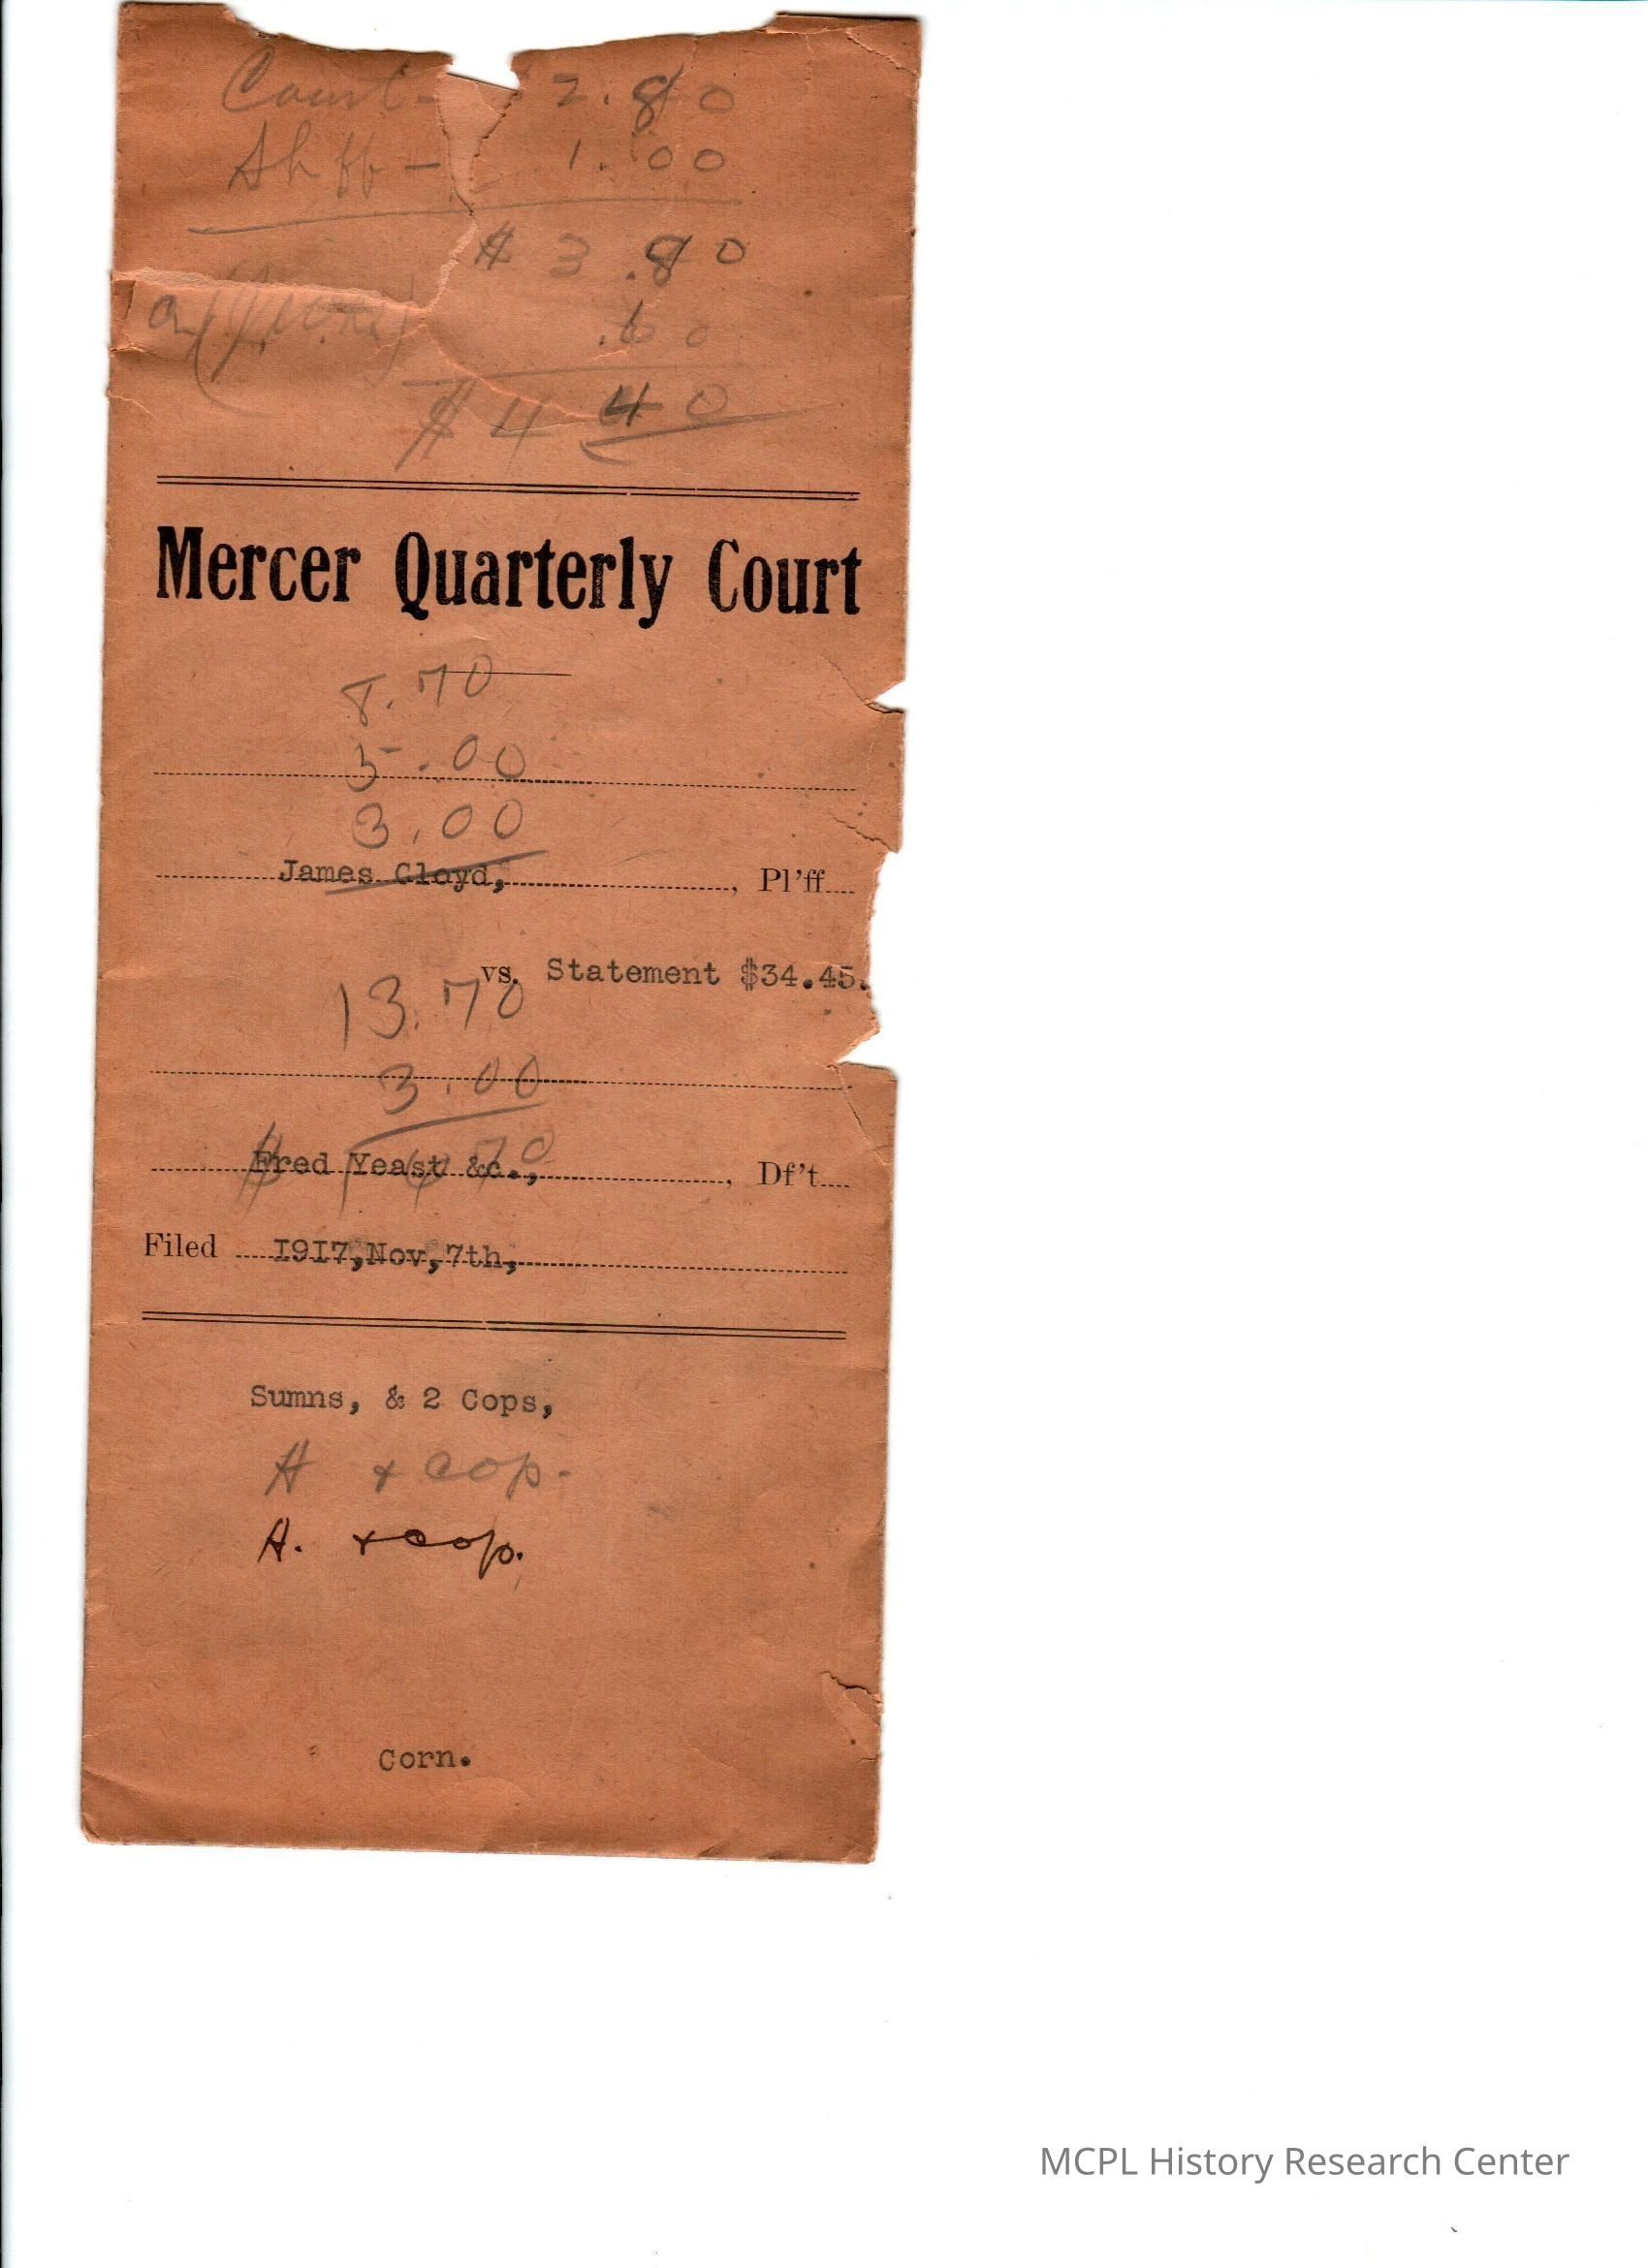 Court - $ 2.80
Shff - 1.00
$ 3.80
.60
$ 4.40
Mercer Quarterly Court
8.70
5.00
3.00
James Cloyd, , Pl'ff
vs. Statement $34.45.
13.70
3.00
$ 16 70
Fred Yeast &c., , Df't
Filed 1917,Nov,7th,
Sumns, & 2 Cops,
A + cop.
A. + cop.
Corn.
MCPL History Research Center